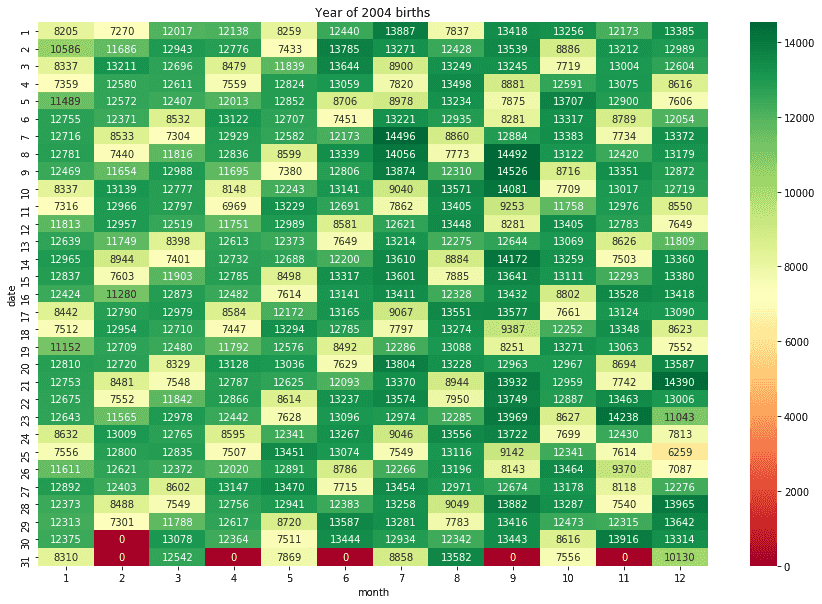 Year of 2004 births
1 8205 7270 12017 12138 8259 12440 13887 7837 13418 13256 12173 13385
2 10586 11686 12943 12776 7433 13785 13271 12428 13539 8886 13212 12989
3 8337 13211 12696 8479 11839 13644 8900 13249 13245 7719 13004 12604
4 7359 12580 12611 7559 12824 13059 7820 13498 8881 12591 13075 8616
5 11489 12572 12407 12013 12852 8706 8978 13234 7875 13707 12900 7606
6 12755 12371 8532 13122 12707 7451 13221 12935 8281 13317 8789 12054
7 12716 8533 7304 12929 12582 12173 14496 8860 12884 13383 7734 13372
8 12781 7440 11816 12836 8599 13339 14056 7773 14492 13122 12420 13179
9 12469 11654 12988 11695 7380 12806 13874 12310 14526 8716 13351 12872
10 8337 13139 12777 8148 12243 13141 9040 13571 14081 7709 13017 12719
11 7316 12966 12797 6969 13229 12691 7862 13405 9253 11758 12976 8550
12 11813 12957 12519 11751 12989 8581 12621 13448 8281 13405 12783 7649
13 12639 11749 8398 12613 12373 7649 13214 12275 12644 13069 8626 11809
14 12965 8944 7401 12732 12688 12200 13610 8884 14172 13259 7503 13360
15 12837 7603 11903 12785 8498 13317 13601 7885 13641 13111 12293 13380
16 12424 11280 12873 12482 7614 13141 13411 12328 13432 8802 13528 13418
17 8442 12790 12979 8584 12172 13165 9067 13551 13577 7661 13124 13090
18 7512 12954 12710 7447 13294 12785 7797 13274 9387 12252 13348 8623
19 11152 12709 12480 11792 12576 8492 12286 13088 8251 13271 13063 7552
20 12810 12720 8329 13128 13036 7629 13804 13228 12963 12967 8694 13587
21 12753 8481 7548 12787 12625 12093 13370 8944 13932 12959 7742 14390
22 12675 7552 11842 12866 8614 13237 13574 7950 13749 12887 13463 13006
23 12643 11565 12978 12442 7628 13096 12974 12285 13969 8627 14238 11043
24 8632 13009 12765 8595 12341 13267 9046 13556 13722 7699 12430 7813
25 7556 12800 12835 7507 13451 13074 7549 13116 9142 12341 7614 6259
26 11611 12621 12372 12020 12891 8786 12266 13196 8143 13464 9370 7087
27 12892 12403 8602 13147 13470 7715 13454 12971 12674 13178 8118 12276
28 12373 8488 7549 12756 12941 12383 13258 9049 13882 13287 7540 13965
29 12313 7301 11788 12617 8720 13587 13281 7783 13416 12473 12315 13642
30 12375 0 13078 12364 7511 13444 12934 12342 13443 8616 13916 13314
31 8310 0 12542 0 7869 0 8858 13582 0 7556 0 10130
1 2 3 4 5 6 7 8 9 10 11 12
month
date
14000
12000
10000
8000
6000
4000
2000
0